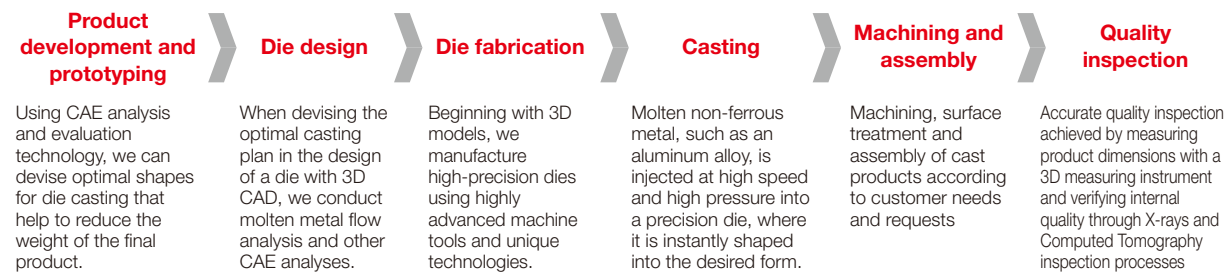 Product
development and
prototyping
Using CAE analysis
and evaluation
technology, we can
devise optimal shapes
for die casting that
help to reduce the
weight of the final
product.
Die design
When devising the
optimal casting
plan in the design
of a die with 3D
CAD, we conduct
molten metal flow
analysis and other
CAE analyses.
Die fabrication
Beginning with 3D
models, we
manufacture
high-precision dies
using highly
advanced machine
tools and unique
technologies.
Casting
Molten non-ferrous
metal, such as an
aluminum alloy, is
injected at high speed
and high pressure into
a precision die, where
it is instantly shaped
into the desired form.
Machining and
assembly
Machining, surface
treatment and
assembly of cast
products according
to customer needs
and requests
Quality
inspection
Accurate quality inspection
achieved by measuring
product dimensions with a
3D measuring instrument
and verifying internal
quality through X-rays and
Computed Tomography
inspection processes